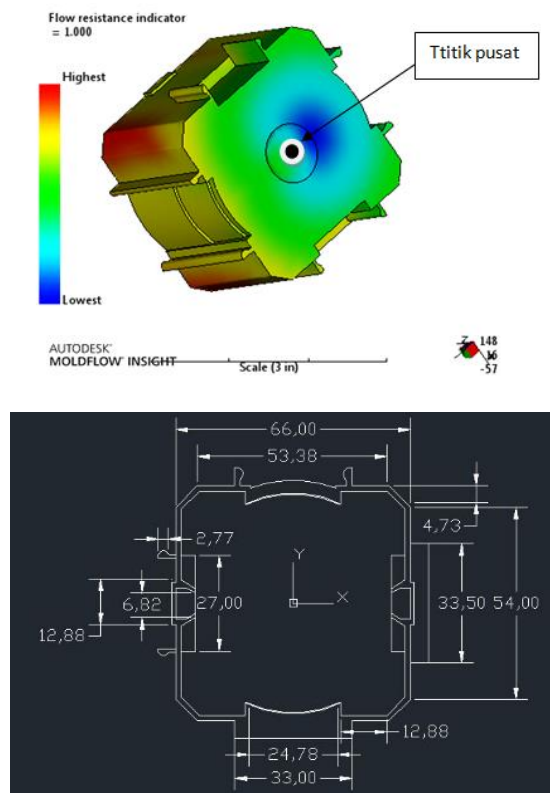 Flow resistance indicator
= 1.000
Ttitik pusat
Highest
Lowest
AUTODESK®
MOLDFLOW® INSIGHT
Scale (3 in)
Z
148
16
-57
66,00
53,38
4,73
2,77
Y
X
6,82
27,00
33,50
54,00
12,88
12,88
24,78
33,00